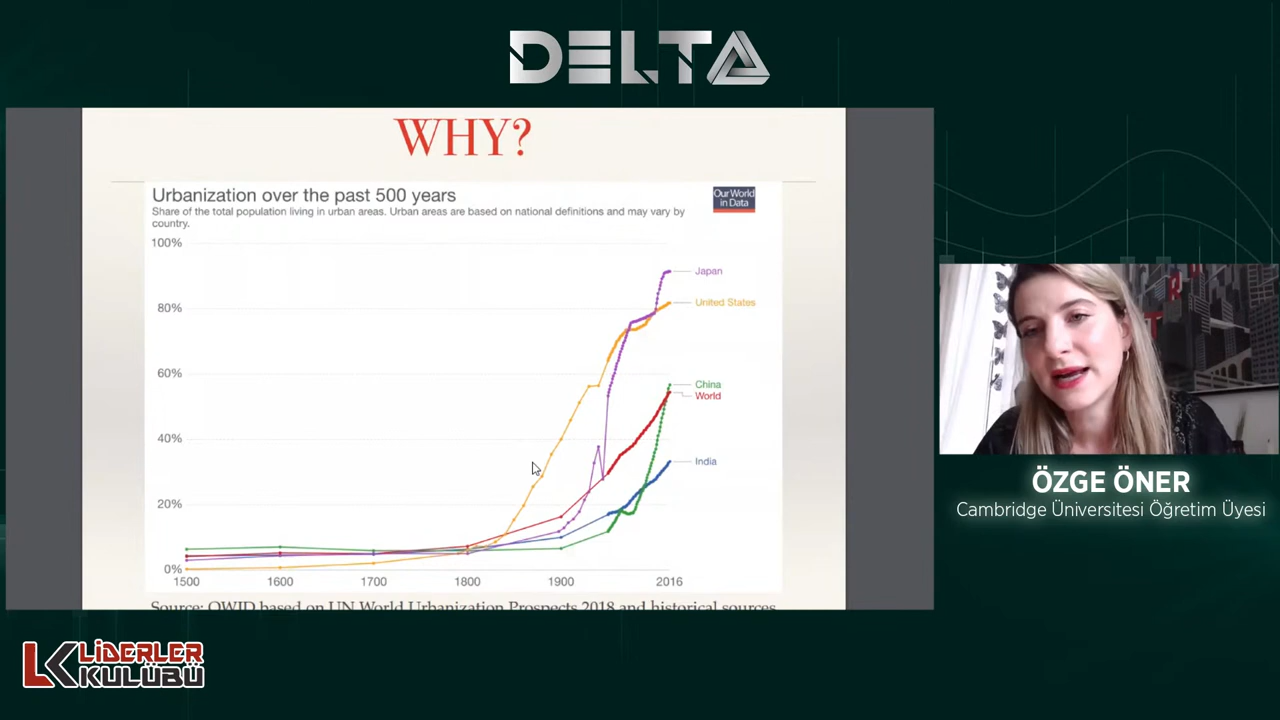 DELTA
WHY?
Urbanization over the past 500 years
Our World
in Data
Share of the total population living in urban areas. Urban areas are based on national definitions and may vary by
country.
100%
80%
60%
40%
20%
0%
Japan
United States
China
World
India
1500
1600
1700
1800
1900
2016
Source: OWID based on UN World Urbanization Prospects 2018 and historical sources
ÖZGE ÖNER
Cambridge Üniversitesi Öğretim Üyesi
LK LİDERLER
KULÜBÜ